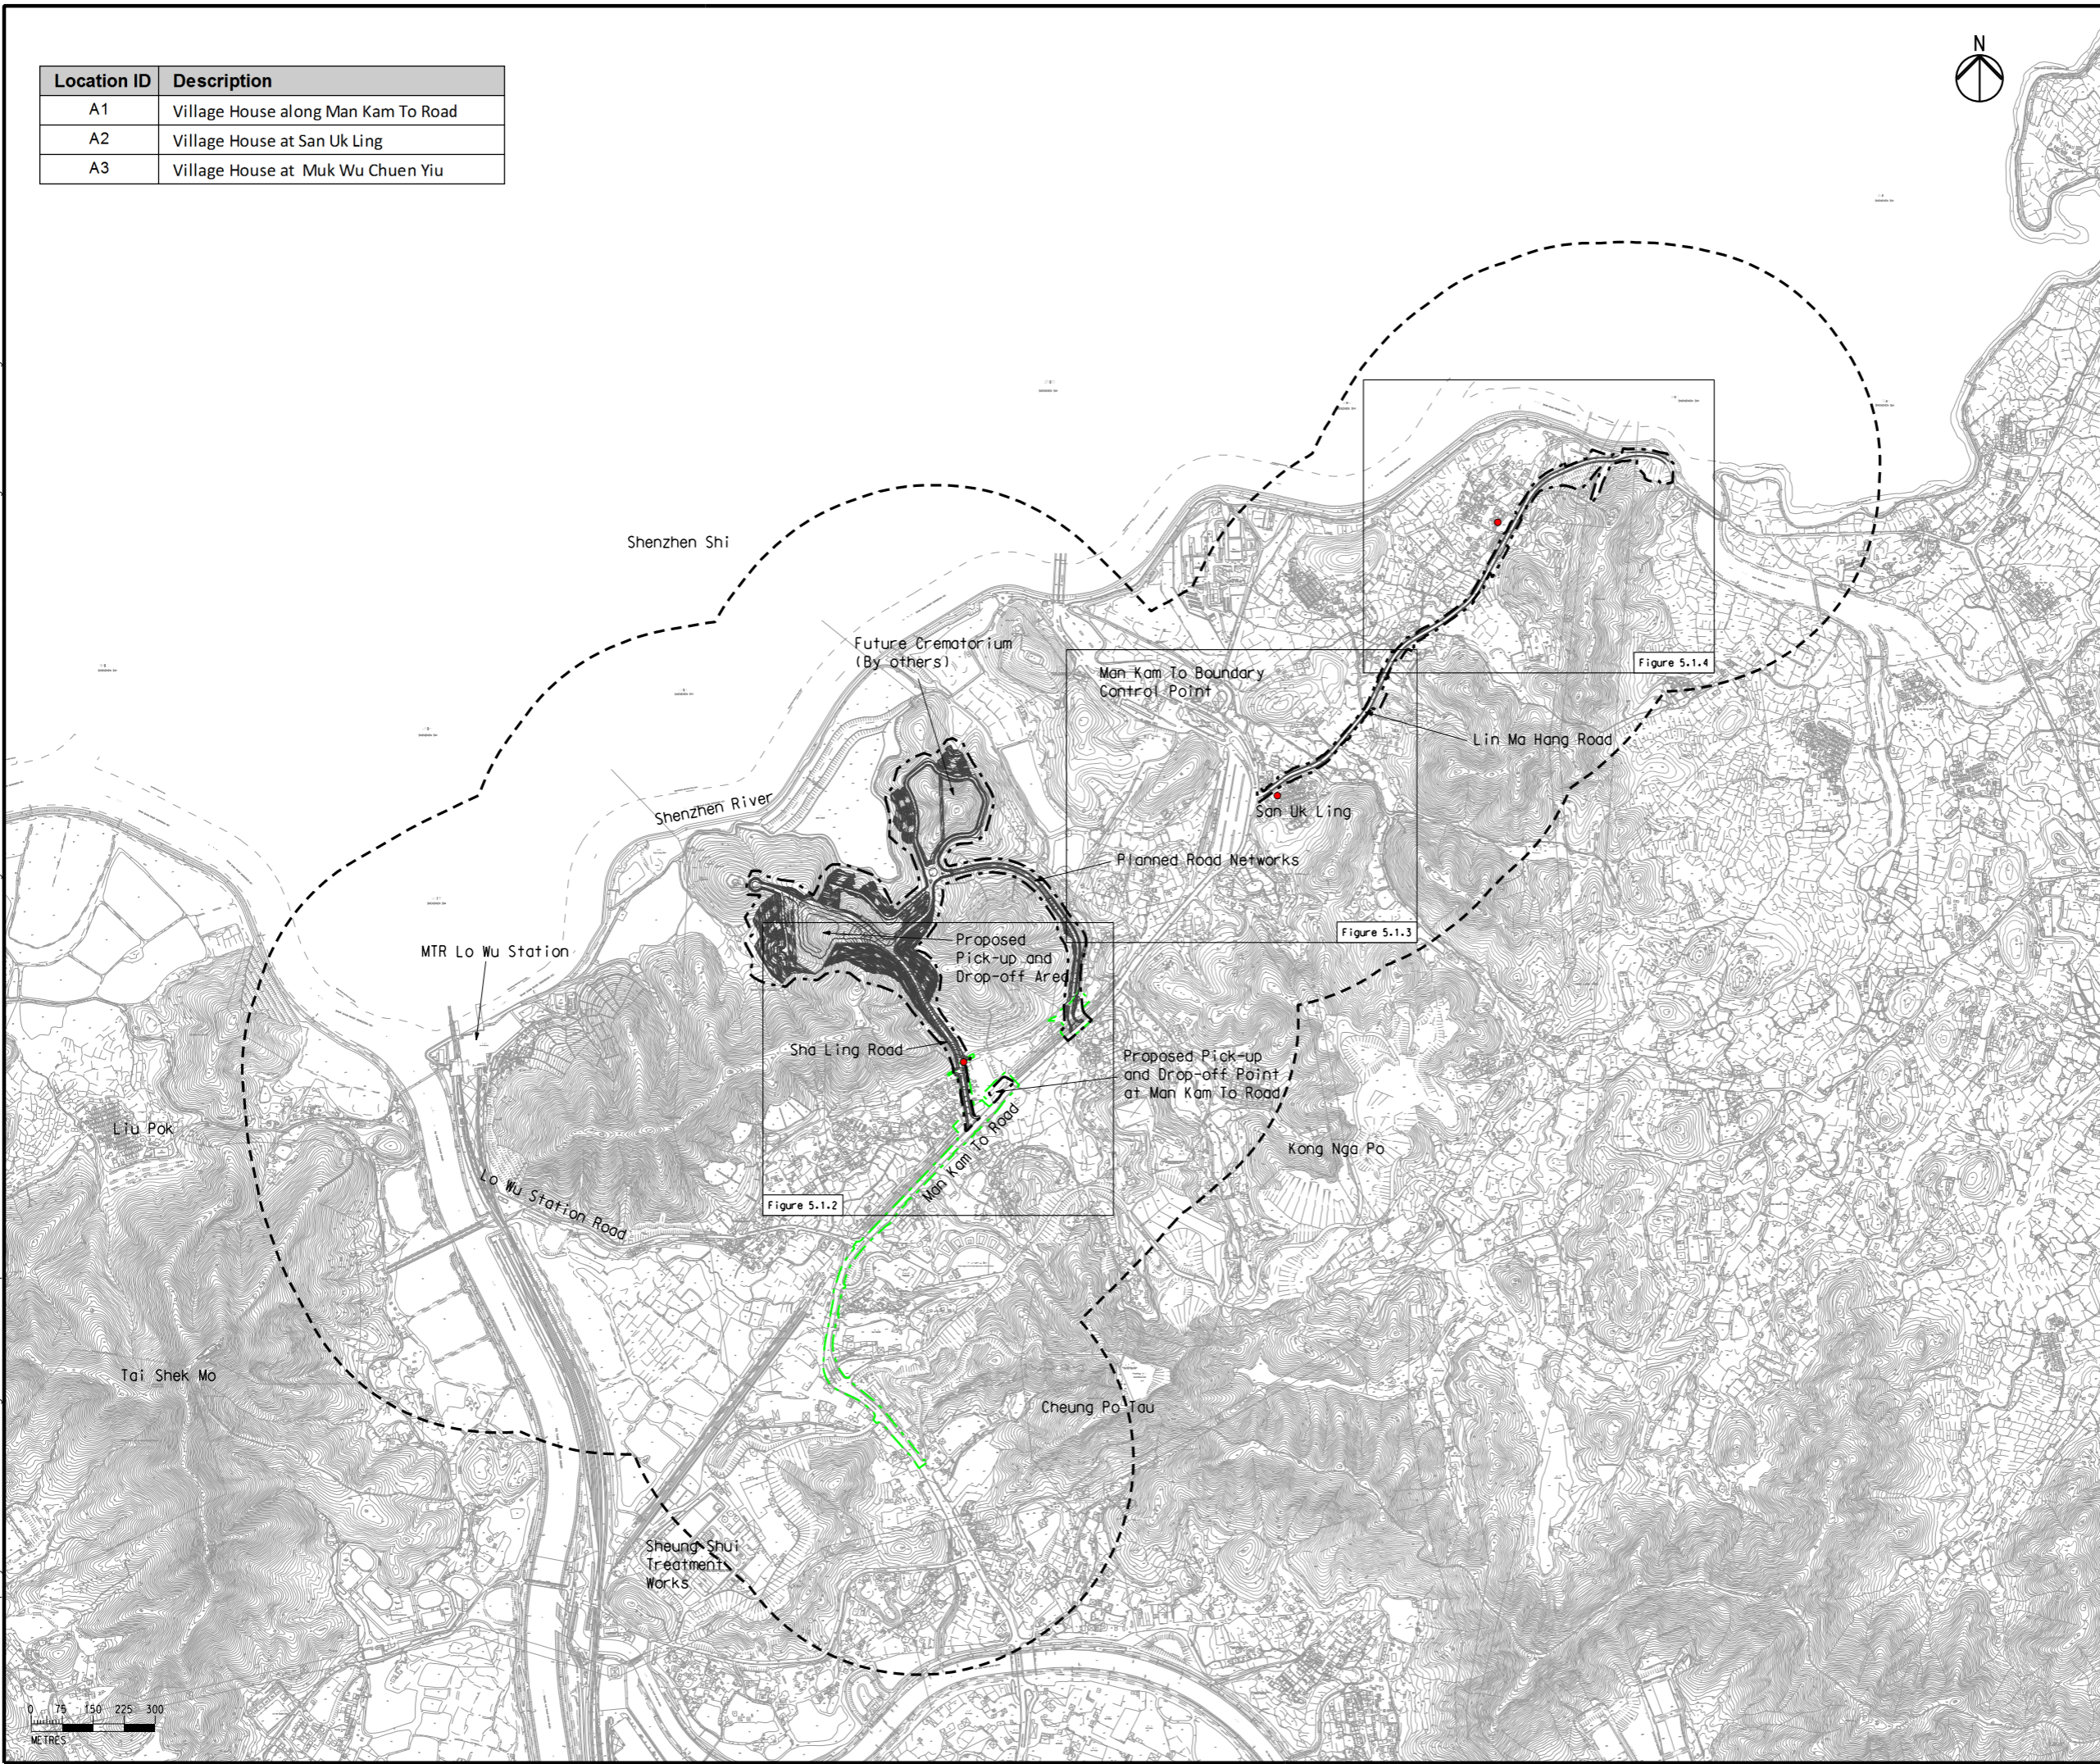 N
Location ID Description
A1 Village House along Man Kam To Road
A2 Village House at San Uk Ling
A3 Village House at Muk Wu Chuen Yiu
Shenzhen Shi
Future Crematorium
(By others)
Man Kam To Boundary
Control Point
Figure 5.1.4
Lin Ma Hang Road
Shenzhen River
San Uk Ling
Planned Road Networks
Figure 5.1.3
MTR Lo Wu Station
Proposed
Pick-up and
Drop-off Area
Sha Ling Road
Proposed Pick-up
and Drop-off Point
at Man Kam To Road
Liu Pok
Man Kam To Road
Kong Nga Po
Lo Wu Station Road
Figure 5.1.2
Tai Shek Mo
Cheung Po Tau
Sheung Shui
Treatment
Works
0 75 150 225 300
METRES